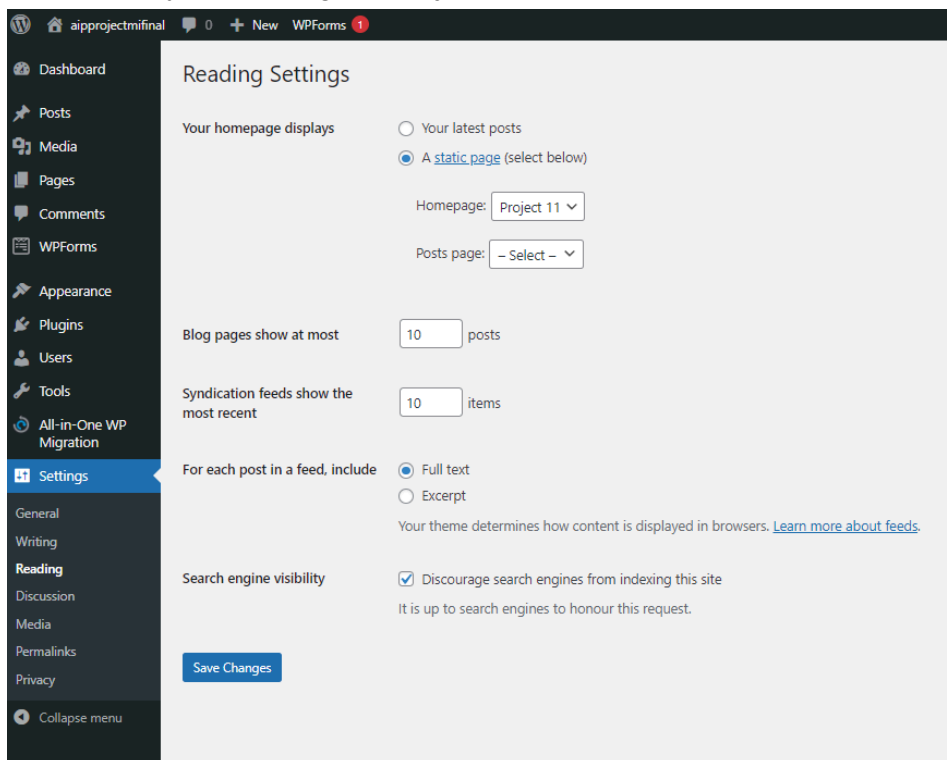 aipprojectmifinal 0 New WPForms 1
Dashboard
Posts
Media
Pages
Comments
WPForms
Appearance
Plugins
Users
Tools
All-in-One WP
Migration
Settings
General
Writing
Reading
Discussion
Media
Permalinks
Privacy
Collapse menu
Reading Settings
Your homepage displays
Your latest posts
A static page (select below)
Homepage: Project 11
Posts page: – Select –
Blog pages show at most 10 posts
Syndication feeds show the
most recent
10 items
For each post in a feed, include
Full text
Excerpt
Your theme determines how content is displayed in browsers. Learn more about feeds.
Search engine visibility
Discourage search engines from indexing this site
It is up to search engines to honour this request.
Save Changes